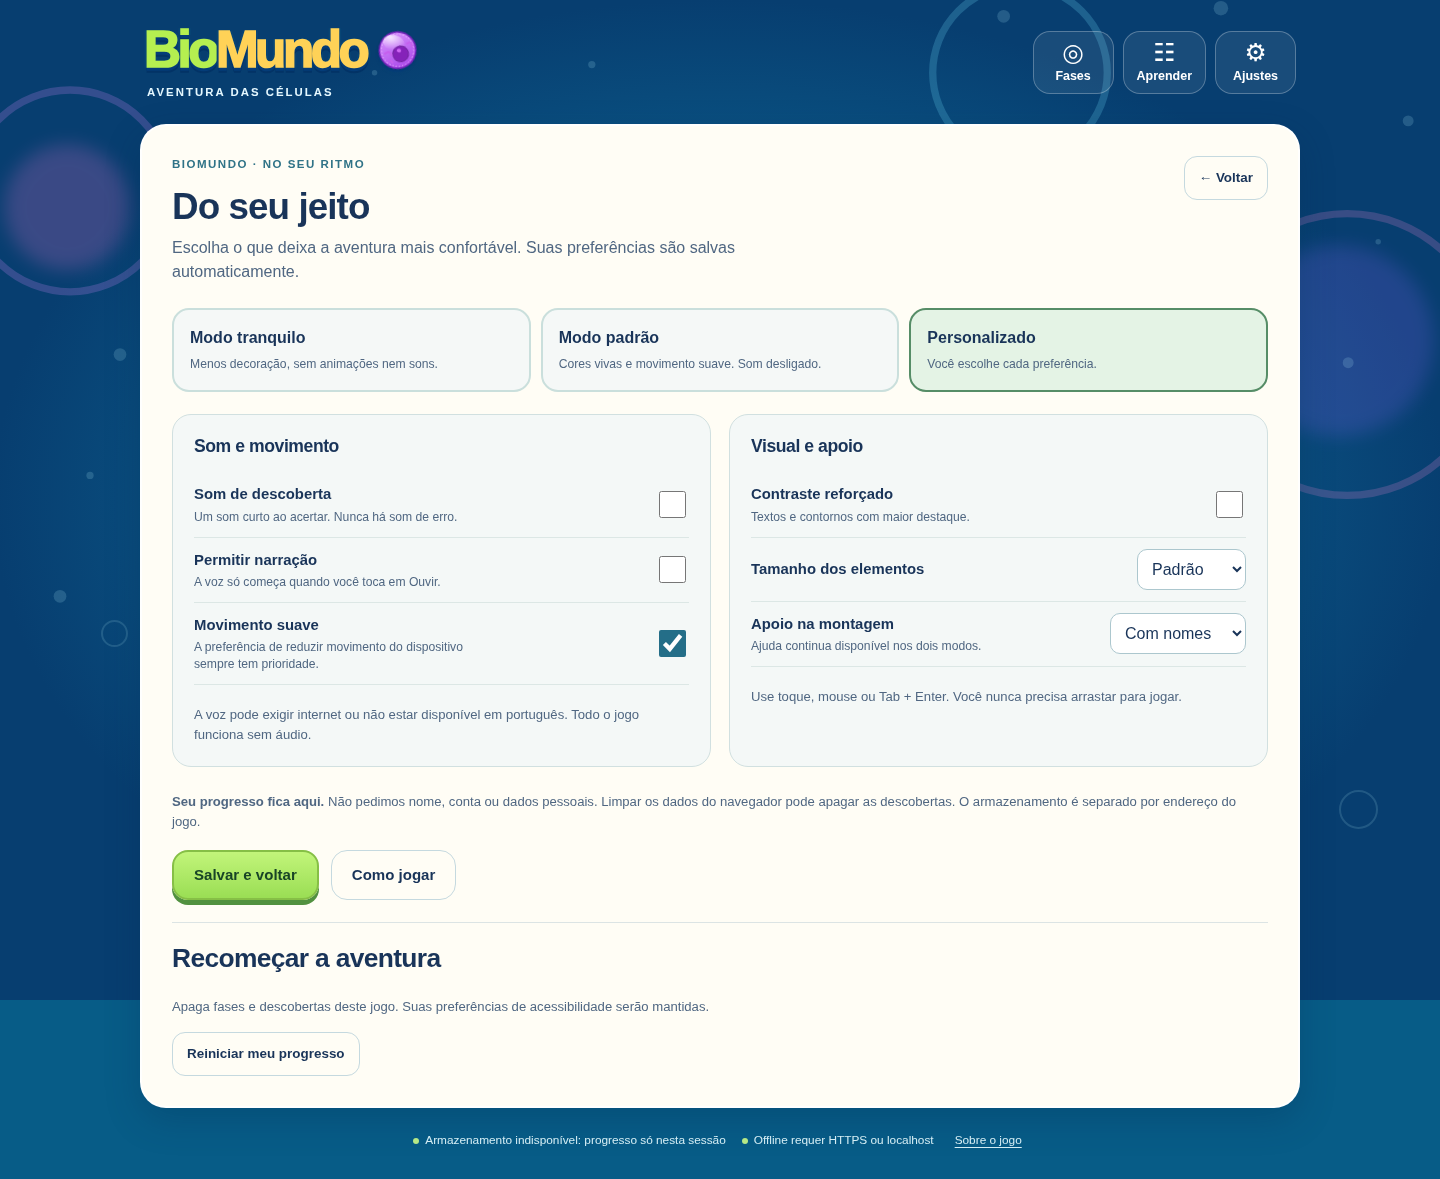 BioMundo
AVENTURA DAS CÉLULAS
Fases
Aprender
Ajustes
BIOMUNDO · NO SEU RITMO
← Voltar
Do seu jeito
Escolha o que deixa a aventura mais confortável. Suas preferências são salvas
automaticamente.
Modo tranquilo
Menos decoração, sem animações nem sons.
Modo padrão
Cores vivas e movimento suave. Som desligado.
Personalizado
Você escolhe cada preferência.
Som e movimento
Som de descoberta
Um som curto ao acertar. Nunca há som de erro.
Permitir narração
A voz só começa quando você toca em Ouvir.
Movimento suave
A preferência de reduzir movimento do dispositivo
sempre tem prioridade.
A voz pode exigir internet ou não estar disponível em português. Todo o jogo
funciona sem áudio.
Visual e apoio
Contraste reforçado
Textos e contornos com maior destaque.
Tamanho dos elementos
Padrão
Apoio na montagem
Ajuda continua disponível nos dois modos.
Com nomes
Use toque, mouse ou Tab + Enter. Você nunca precisa arrastar para jogar.
Seu progresso fica aqui. Não pedimos nome, conta ou dados pessoais. Limpar os dados do navegador pode apagar as descobertas. O armazenamento é separado por endereço do
jogo.
Salvar e voltar
Como jogar
Recomeçar a aventura
Apaga fases e descobertas deste jogo. Suas preferências de acessibilidade serão mantidas.
Reiniciar meu progresso
Armazenamento indisponível: progresso só nesta sessão
Offline requer HTTPS ou localhost
Sobre o jogo